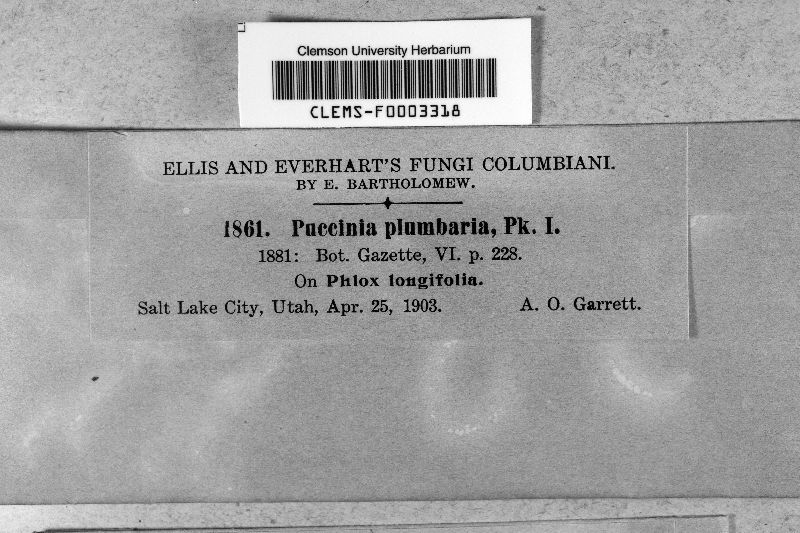 Clemson University Herbarium
CLEMS-F0003318
ELLIS AND EVERHART'S FUNGI COLUMBIANI.
BY E. BARTHOLOMEW.
1861. Puccinia plumbaria, Pk. I.
1881: Bot. Gazette, VI. p. 228.
On Phlox longifolia.
Salt Lake City, Utah, Apr. 25, 1903. A. O. Garrett.